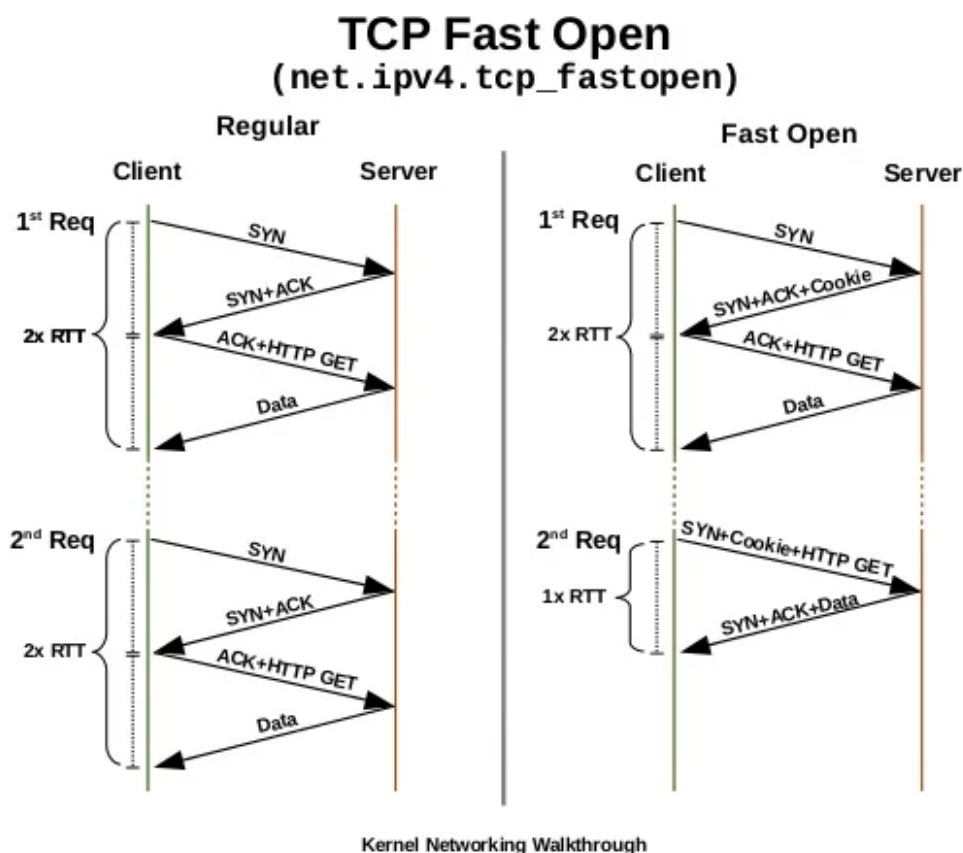 TCP Fast Open
(net.ipv4.tcp_fastopen)
Regular
Client
Server
1st Req
SYN
SYN+ACK
2x RTT
ACK+HTTP GET
Data
2nd Req
SYN
SYN+ACK
2x RTT
ACK+HTTP GET
Data
Fast Open
Client
Server
1st Req
SYN
SYN+ACK+Cookie
2x RTT
ACK+HTTP GET
Data
2nd Req
SYN+Cookie+HTTP GET
1x RTT
SYN+ACK+Data
Kernel Networking Walkthrough